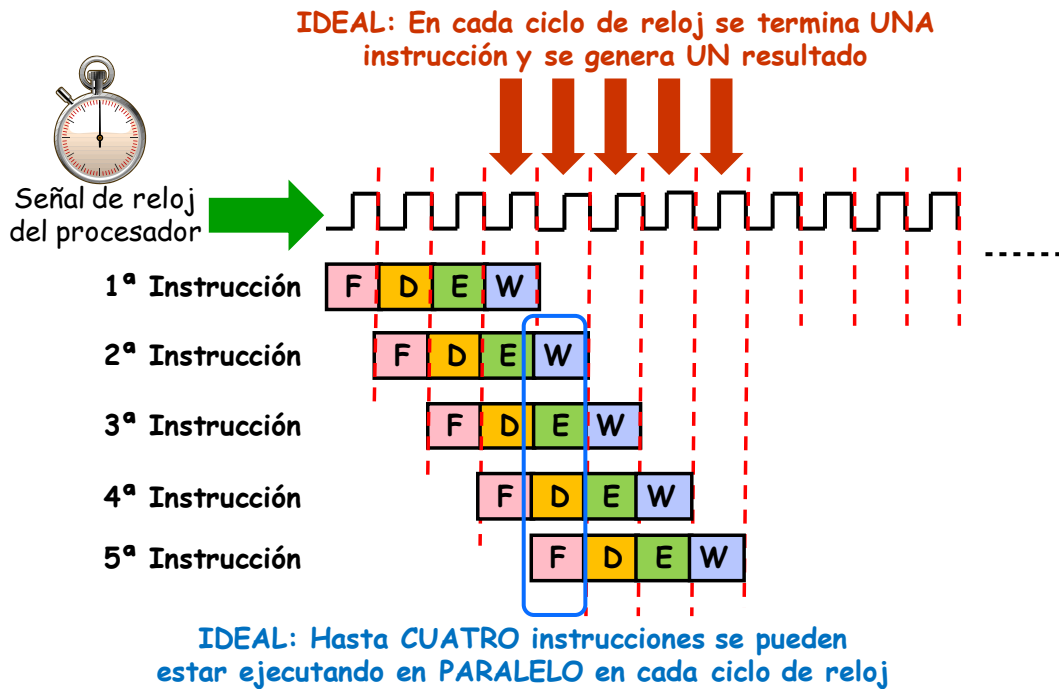 IDEAL: En cada ciclo de reloj se termina UNA
instrucción y se genera UN resultado
Señal de reloj
del procesador
1ª Instrucción F D E W
2ª Instrucción F D E W
3ª Instrucción F D E W
4ª Instrucción F D E W
5ª Instrucción F D E W
IDEAL: Hasta CUATRO instrucciones se pueden
estar ejecutando en PARALELO en cada ciclo de reloj